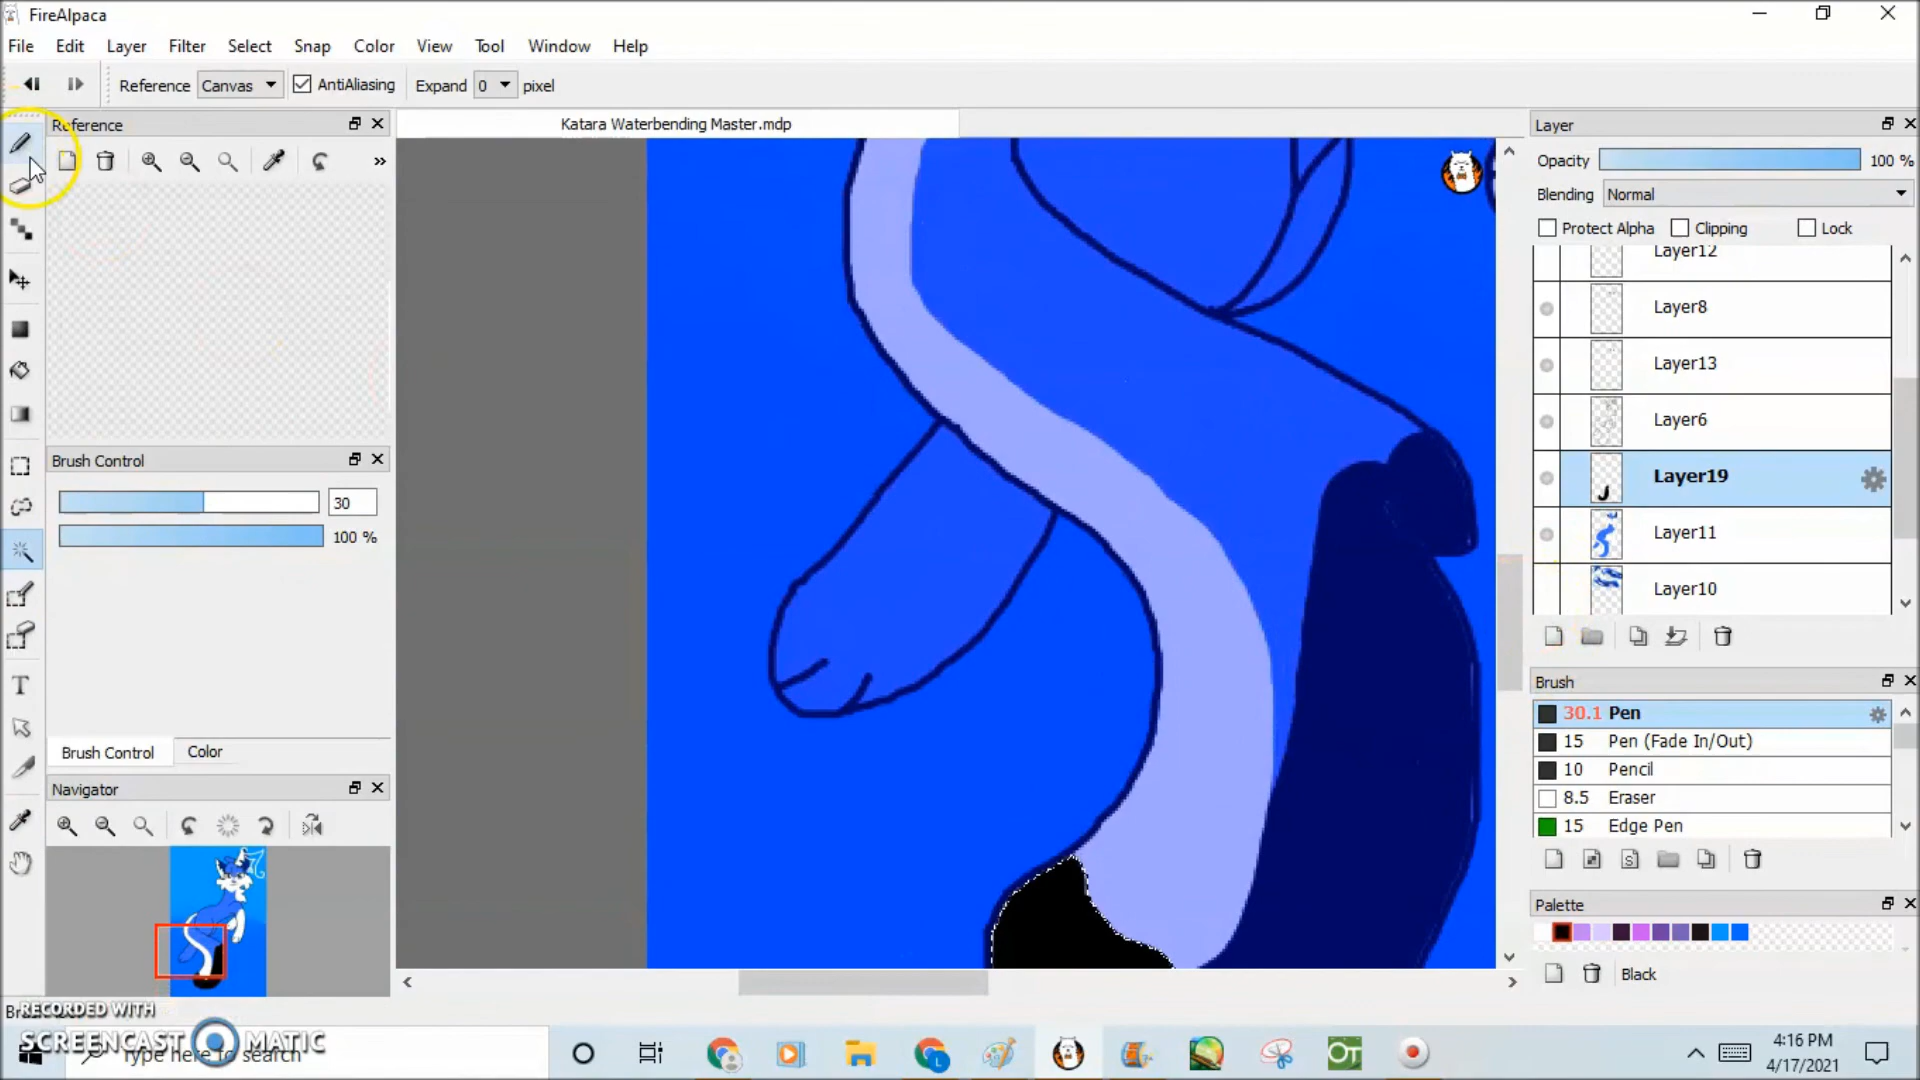 FireAlpaca
File Edit Layer Filter Select Snap Color View Tool Window Help
Reference Canvas AntiAliasing Expand 0 pixel
Reference
Katara Waterbending Master.mdp
Layer
Opacity 100 %
Blending Normal
Protect Alpha Clipping Lock
Layer12
Layer8
Layer13
Layer6
Layer19
Layer11
Layer10
Brush Control
30
100 %
Brush Control Color
Navigator
Brush
30.1 Pen
15 Pen (Fade In/Out)
10 Pencil
8.5 Eraser
15 Edge Pen
Palette
Black
RECORDED WITH
SCREENCAST MATIC
Type here to search
4:16 PM
4/17/2021